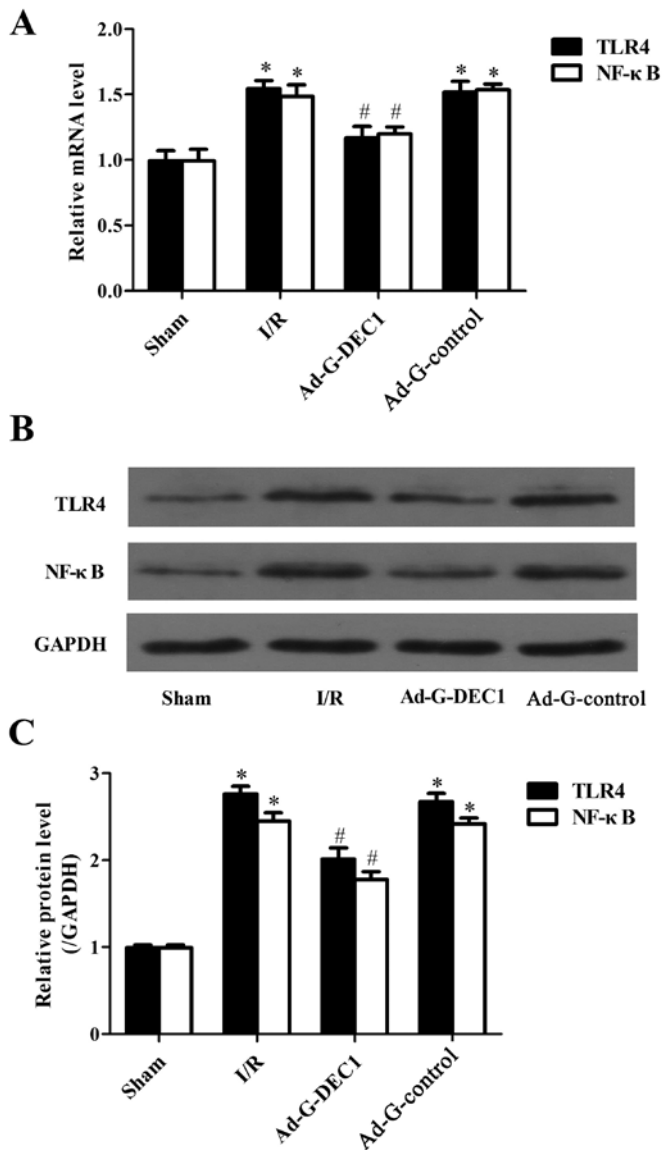 A
Relative mRNA level
2.0
1.5
1.0
0.5
0.0
* * # # * *
Sham
I/R
Ad-G-DEC1
Ad-G-control
TLR4
NF-κ B
B
TLR4
NF-κ B
GAPDH
Sham I/R Ad-G-DEC1 Ad-G-control
C
Relative protein level
(/GAPDH)
3
2
1
0
* * # # * *
Sham
I/R
Ad-G-DEC1
Ad-G-control
TLR4
NF-κ B